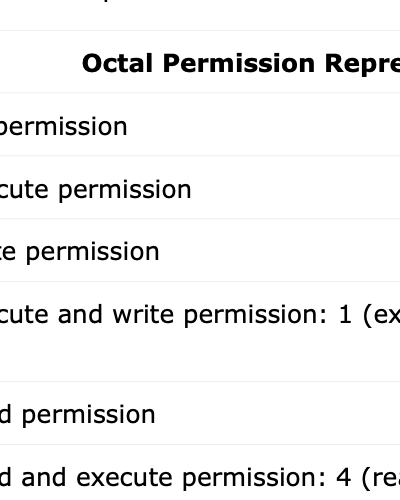 Octal Permission Repre
permission
cute permission
te permission
cute and write permission: 1 (ex
d permission
d and execute permission: 4 (rea